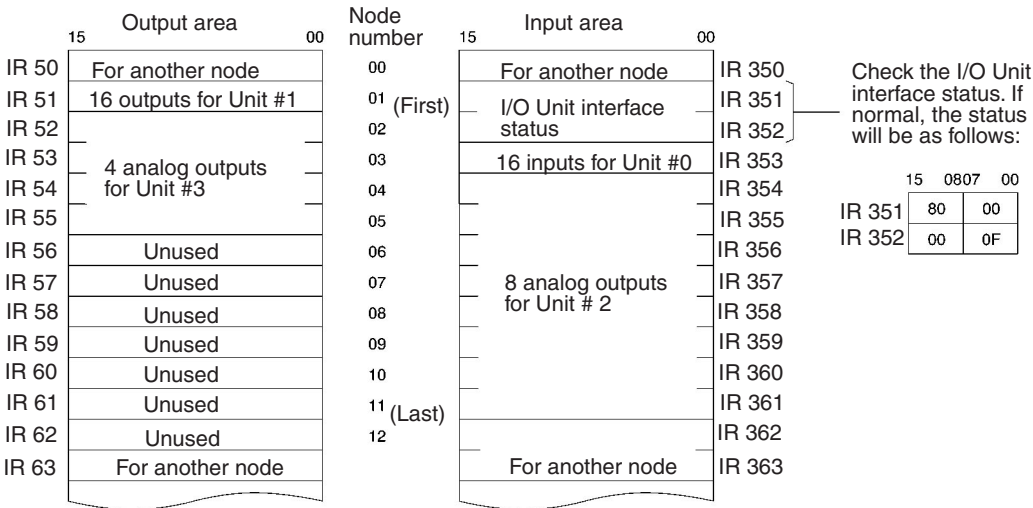 Output area
15 00
Node
number
Input area
15 00
IR 50 For another node 00 For another node IR 350
IR 51 16 outputs for Unit #1 01 (First) I/O Unit interface IR 351
IR 52 02 status IR 352
IR 53 4 analog outputs 03 16 inputs for Unit #0 IR 353
IR 54 for Unit #3 04 IR 354
IR 55 05 IR 355
IR 56 Unused 06 IR 356
IR 57 Unused 07 8 analog outputs IR 357
IR 58 Unused 08 for Unit # 2 IR 358
IR 59 Unused 09 IR 359
IR 60 Unused 10 IR 360
IR 61 Unused 11 (Last) IR 361
IR 62 Unused 12 IR 362
IR 63 For another node For another node IR 363
Check the I/O Unit
interface status. If
normal, the status
will be as follows:
15 0807 00
IR 351 80 00
IR 352 00 0F